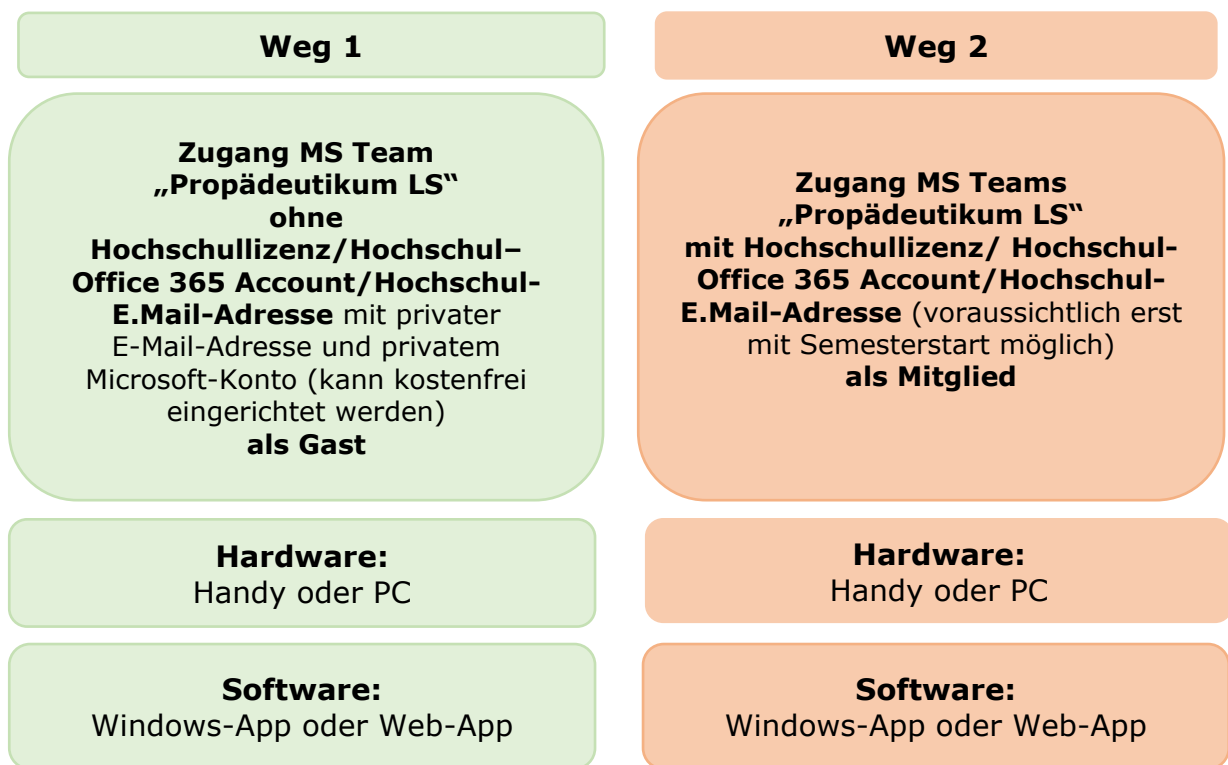 Weg 1
Zugang MS Team
„Propädeutikum LS“
ohne
Hochschullizenz/Hochschul–
Office 365 Account/Hochschul-
E.Mail-Adresse mit privater
E-Mail-Adresse und privatem
Microsoft-Konto (kann kostenfrei
eingerichtet werden)
als Gast
Hardware:
Handy oder PC
Software:
Windows-App oder Web-App
Weg 2
Zugang MS Teams
„Propädeutikum LS“
mit Hochschullizenz/ Hochschul-
Office 365 Account/Hochschul-
E.Mail-Adresse (voraussichtlich erst
mit Semesterstart möglich)
als Mitglied
Hardware:
Handy oder PC
Software:
Windows-App oder Web-App